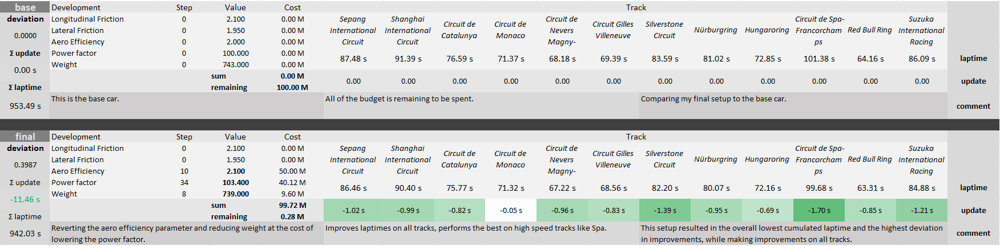 base Development Step Value Cost Track
deviation Longitudinal Friction 0 2.100 0.00 M
0.0000 Lateral Friction 0 1.950 0.00 M
Aero Efficiency 0 2.000 0.00 M
Σ update Power factor 0 100.000 0.00 M
Weight 0 743.000 0.00 M
0.00 s
sum 0.00 M
Σ laptime remaining 100.00 M
953.49 s
Sepang International Circuit
Shanghai International Circuit
Circuit de Catalunya
Circuit de Monaco
Circuit de Nevers Magny-
Circuit Gilles Villeneuve
Silverstone Circuit
Nürburgring
Hungaroring
Circuit de Spa-Francorchamps
Red Bull Ring
Suzuka International Racing
87.48 s 91.39 s 76.59 s 71.37 s 68.18 s 69.39 s 83.59 s 81.02 s 72.85 s 101.38 s 64.16 s 86.09 s laptime
0.00 0.00 0.00 0.00 0.00 0.00 0.00 0.00 0.00 0.00 0.00 0.00 update
This is the base car. All of the budget is remaining to be spent. Comparing my final setup to the base car. comment
final Development Step Value Cost Track
deviation Longitudinal Friction 0 2.100 0.00 M
0.3987 Lateral Friction 0 1.950 0.00 M
Aero Efficiency 10 2.100 50.00 M
Σ update Power factor 34 103.400 40.12 M
-11.46 s Weight 8 739.000 9.60 M
sum 99.72 M
Σ laptime remaining 0.28 M
942.03 s
Sepang International Circuit
Shanghai International Circuit
Circuit de Catalunya
Circuit de Monaco
Circuit de Nevers Magny-
Circuit Gilles Villeneuve
Silverstone Circuit
Nürburgring
Hungaroring
Circuit de Spa-Francorchamps
Red Bull Ring
Suzuka International Racing
86.46 s 90.40 s 75.77 s 71.32 s 67.22 s 68.56 s 82.20 s 80.07 s 72.16 s 99.68 s 63.31 s 84.88 s laptime
-1.02 s -0.99 s -0.82 s -0.05 s -0.96 s -0.83 s -1.39 s -0.95 s -0.69 s -1.70 s -0.85 s -1.21 s update
Reverting the aero efficiency parameter and reducing weight at the cost of
lowering the power factor.
Improves laptimes on all tracks, performs the best on high speed tracks like Spa.
This setup resulted in the overall lowest cumulated laptime and the highest deviation
in improvements, while making improvements on all tracks.
comment